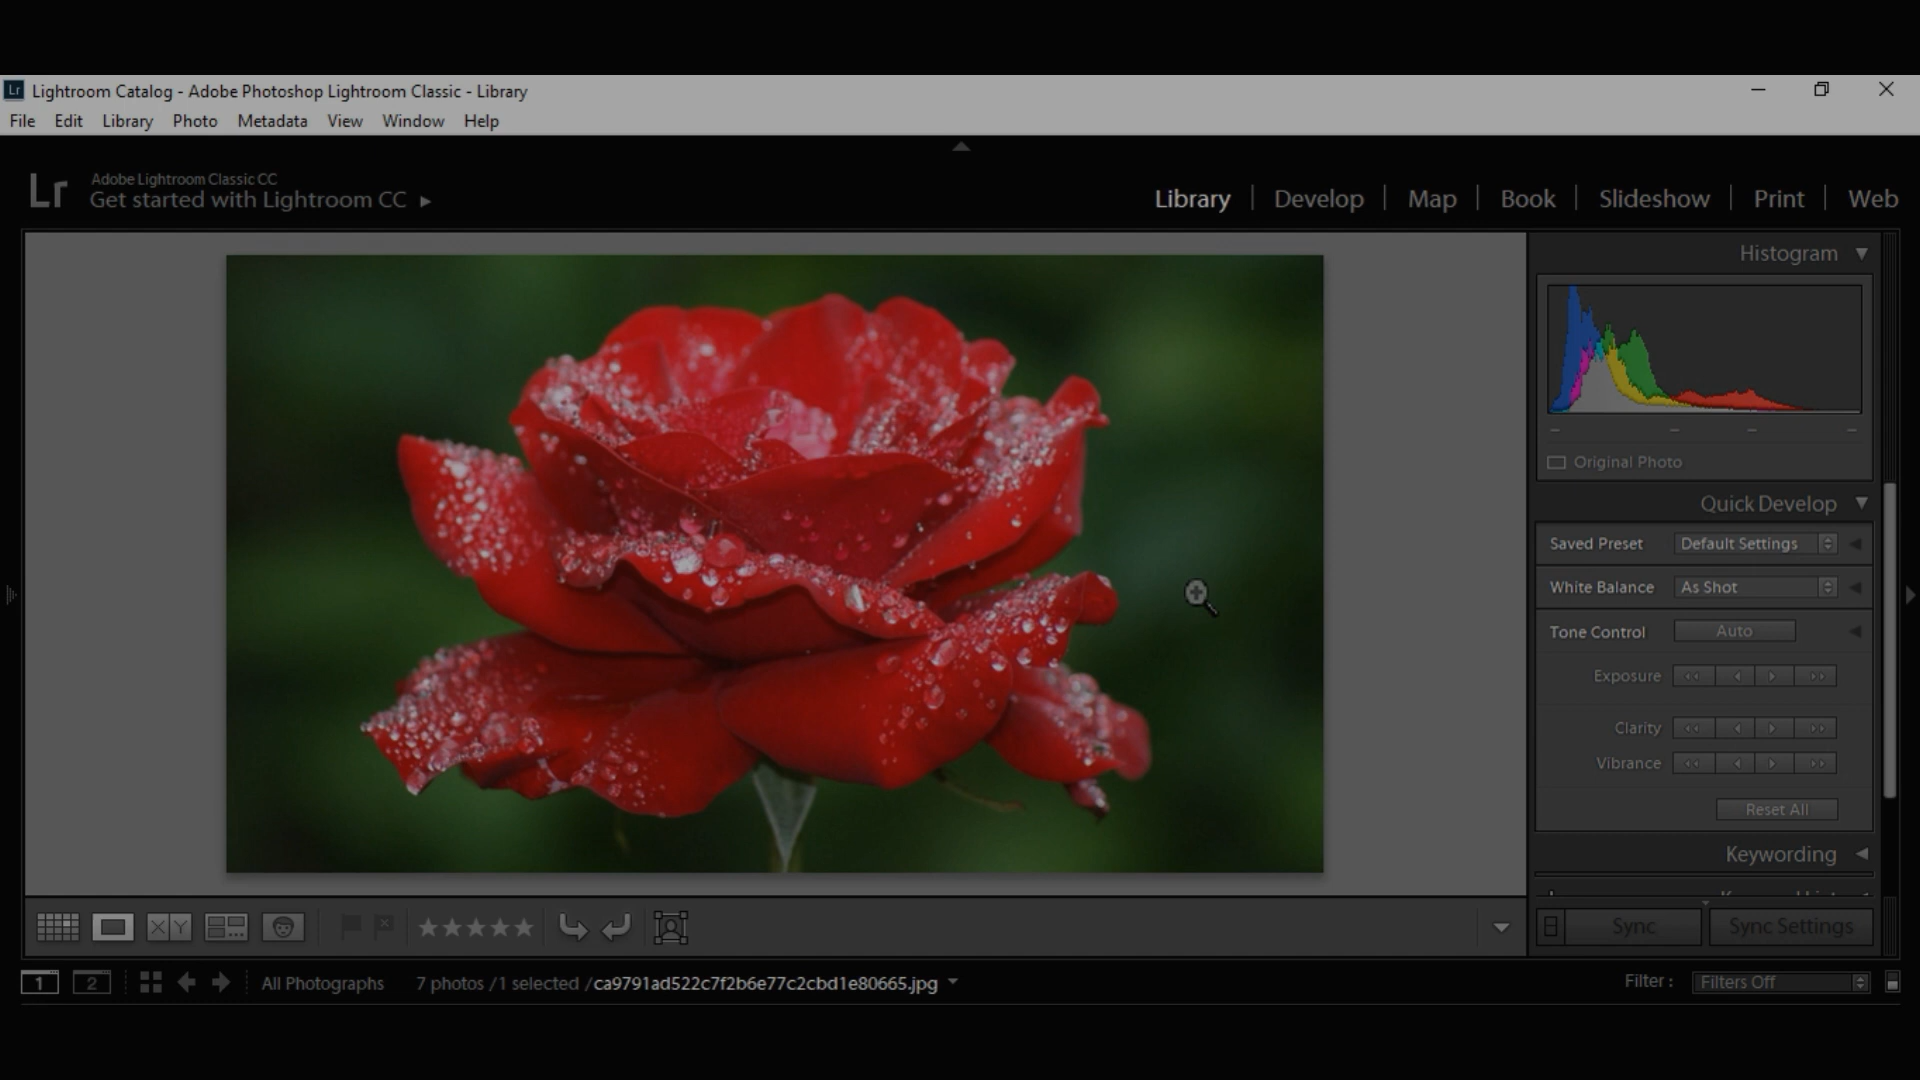 Lr Lightroom Catalog - Adobe Photoshop Lightroom Classic - Library
File Edit Library Photo Metadata View Window Help
Lr Adobe Lightroom Classic CC
Get started with Lightroom CC
Library | Develop | Map | Book | Slideshow | Print | Web
Histogram
Original Photo
Quick Develop
Saved Preset Default Settings
White Balance As Shot
Tone Control Auto
Exposure
Clarity
Vibrance
Reset All
Keywording
X Y
Sync Sync Settings
1 2 All Photographs 7 photos /1 selected /ca9791ad522c7f2b6e77c2cbd1e80665.jpg
Filter : Filters Off